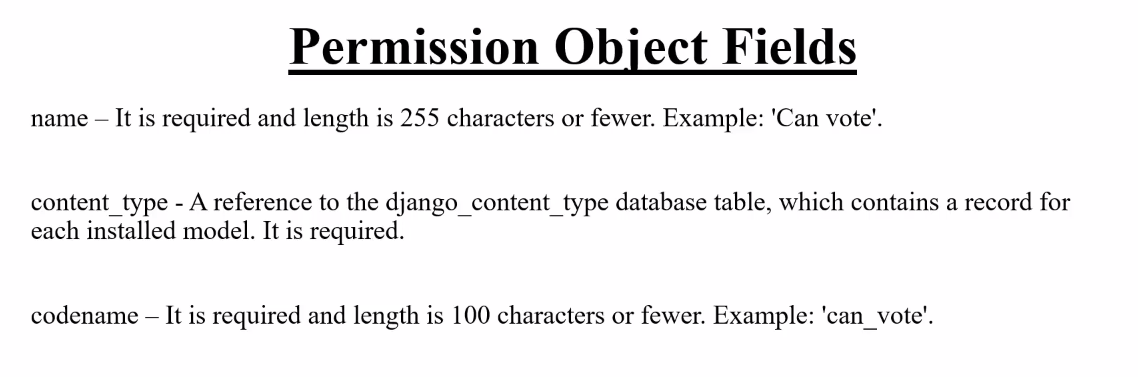 Permission Object Fields
name – It is required and length is 255 characters or fewer. Example: 'Can vote'.
content_type - A reference to the django_content_type database table, which contains a record for
each installed model. It is required.
codename – It is required and length is 100 characters or fewer. Example: 'can_vote'.